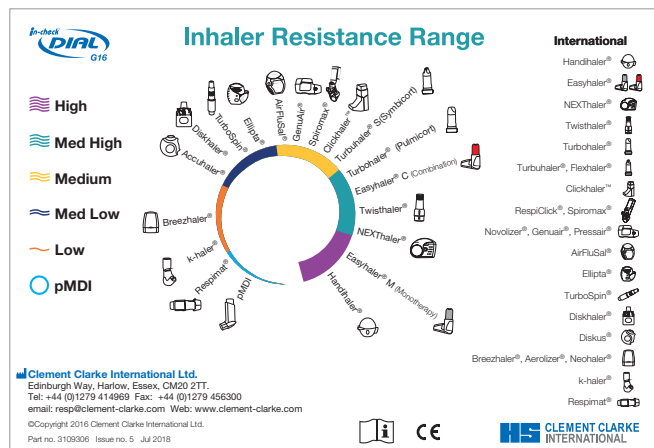 in-check
DIAL
G16
Inhaler Resistance Range
High
Med High
Medium
Med Low
Low
pMDI
pMDI
Respimat®
k-haler®
Breezhaler®
Accuhaler®
Diskhaler®
TurboSpin®
Ellipta®
AirFluSal®
GenuAir®
Spiromax®
Clickhaler™
Turbuhaler® S(Symbicort)
Turbohaler® (Pulmicort)
Easyhaler® C (Combination)
Twisthaler®
NEXThaler®
Easyhaler® M (Monotherapy)
Handihaler®
International
Handihaler®
Easyhaler®
NEXThaler®
Twisthaler®
Turbohaler®
Turbuhaler®, Flexhaler®
Clickhaler™
RespiClick®, Spiromax®
Novolizer®, Genuair®, Pressair®
AirFluSal®
Ellipta®
TurboSpin®
Diskhaler®
Diskus®
Breezhaler®, Aerolizer®, Neohaler®
k-haler®
Respimat®
Clement Clarke International Ltd.
Edinburgh Way, Harlow, Essex, CM20 2TT.
Tel: +44 (0)1279 414969 Fax: +44 (0)1279 456300
email: resp@clement-clarke.com Web: www.clement-clarke.com
©Copyright 2016 Clement Clarke International Ltd.
Part no. 3109306 Issue no. 5 Jul 2018
i
CE
HS CLEMENT CLARKE
INTERNATIONAL